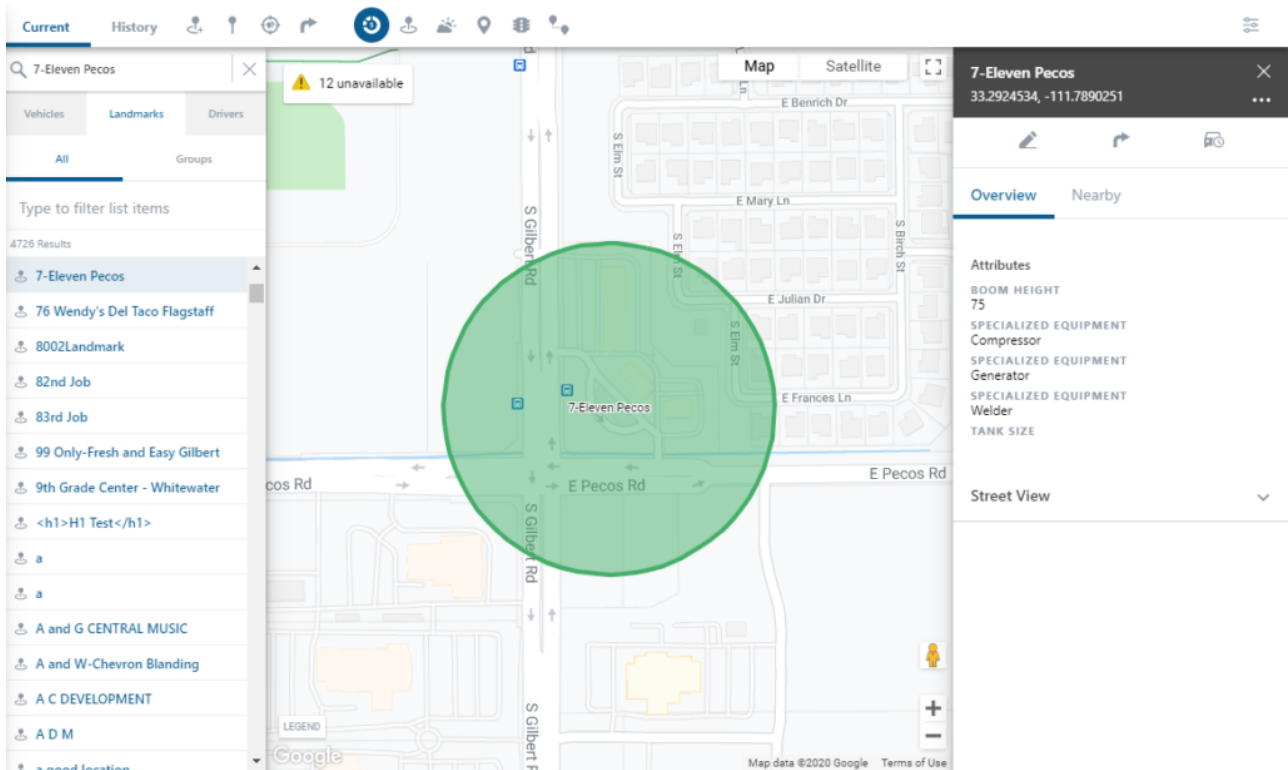 Current
History
7-Eleven Pecos
Vehicles
Landmarks
Drivers
All
Groups
Type to filter list items
4726 Results
7-Eleven Pecos
76 Wendy's Del Taco Flagstaff
8002Landmark
82nd Job
83rd Job
99 Only-Fresh and Easy Gilbert
9th Grade Center - Whitewater
<h1>H1 Test</h1>
a
a
A and G CENTRAL MUSIC
A and W-Chevron Blanding
A C DEVELOPMENT
A D M
a good location
12 unavailable
Map
Satellite
Ln
E Benrich Dr
S Elm St
E Mary Ln
S Gilbert Rd
S Elm St
S Birch St
E Julian Dr
S Elm St
E Frances Ln
7-Eleven Pecos
cos Rd
E Pecos Rd
E Pecos Rd
S Gilbert Rd
S Gilbert R
LEGEND
Google
Map data ©2020 Google
Terms of Use
7-Eleven Pecos
33.2924534, -111.7890251
Overview
Nearby
Attributes
BOOM HEIGHT
75
SPECIALIZED EQUIPMENT
Compressor
SPECIALIZED EQUIPMENT
Generator
SPECIALIZED EQUIPMENT
Welder
TANK SIZE
Street View